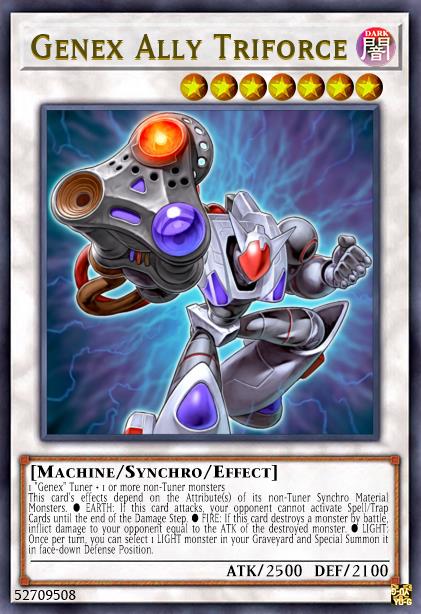 GENEX ALLY TRIFORCE
DARK
闇
[MACHINE/SYNCHRO/EFFECT]
1 "Genex" Tuner + 1 or more non-Tuner monsters
This card's effects depend on the Attribute(s) of its non-Tuner Synchro Material
Monsters. ● EARTH: If this card attacks, your opponent cannot activate Spell/Trap
Cards until the end of the Damage Step. ● FIRE: If this card destroys a monster by battle,
inflict damage to your opponent equal to the ATK of the destroyed monster. ● LIGHT:
Once per turn, you can select 1 LIGHT monster in your Graveyard and Special Summon it
in face-down Defense Position.
ATK/2500 DEF/2100
52709508